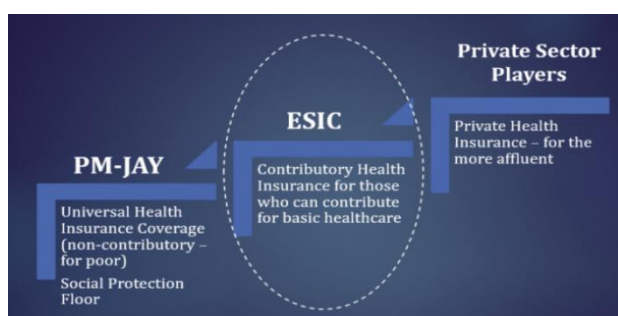 PM-JAY
Universal Health
Insurance Coverage
(non-contributory –
for poor)
Social Protection
Floor
ESIC
Contributory Health
Insurance for those
who can contribute
for basic healthcare
Private Sector
Players
Private Health
Insurance – for the
more affluent